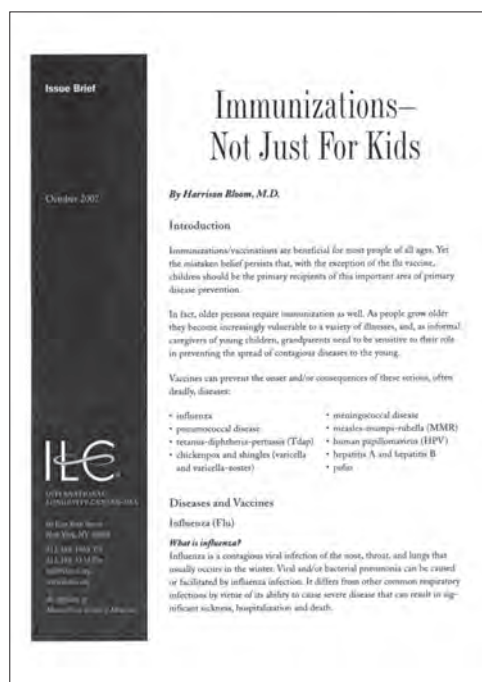 Issue Brief
October
Immunizations–
Not Just For Kids
By Harrison Bloom, M.D.
Introduction
Immunizations/vaccinations are beneficial for most people of all ages. Yet
the mistaken belief persists that, with the exception of the flu vaccine,
children should be the primary recipients of this important area of primary
disease prevention.
In fact, older persons require immunization as well. As people grow older
they become increasingly vulnerable to a variety of illnesses, and, as informal
caregivers of young children, grandparents need to be sensitive to their role
in preventing the spread of contagious diseases to the young.
Vaccines can prevent the onset and/or consequences of these serious, often
deadly, diseases:
• influenza
• pneumococcal disease
• tetanus-diphtheria-pertussis (Tdap)
• chickenpox and shingles (varicella
and varicella-zoster)
• meningococcal disease
• measles-mumps-rubella (MMR)
• human papillomavirus (HPV)
• hepatitis A and hepatitis B
• polio
ILC
INTERNATIONAL
LONGEVITY CENTER-USA
New York, NY
Diseases and Vaccines
Influenza (Flu)
What is influenza?
Influenza is a contagious viral infection of the nose, throat, and lungs that
usually occurs in the winter. Viral and/or bacterial pneumonia can be caused
or facilitated by influenza infection. It differs from other common respiratory
infections by virtue of its ability to cause severe disease that can result in sig-
nificant sickness, hospitalization and death.